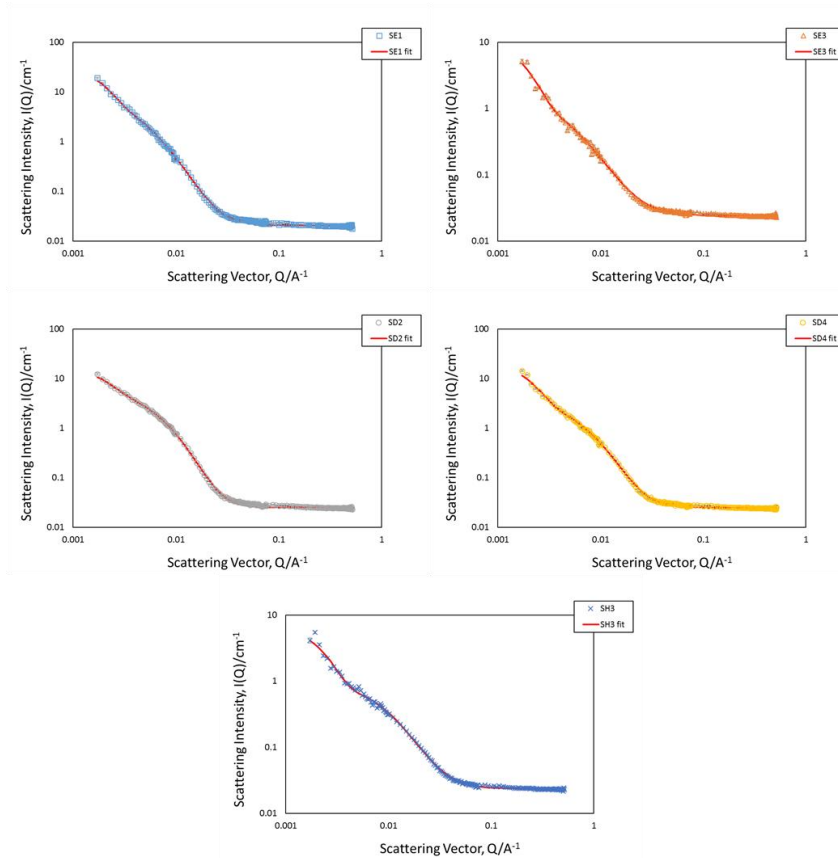 SE1
SE1 fit
100
10
1
0.1
0.01
0.001
0.01
0.1
1
Scattering Intensity, I(Q)/cm-1
Scattering Vector, Q/A-1
SE3
SE3 fit
10
1
0.1
0.01
0.001
0.01
0.1
1
Scattering Intensity, I(Q)/cm-1
Scattering Vector, Q/A-1
SD2
SD2 fit
100
10
1
0.1
0.01
0.001
0.01
0.1
1
Scattering Intensity, I(Q)/cm-1
Scattering Vector, Q/A-1
SD4
SD4 fit
100
10
1
0.1
0.01
0.001
0.01
0.1
1
Scattering Intensity, I(Q)/cm-1
Scattering Vector, Q/A-1
SH3
SH3 fit
10
1
0.1
0.01
0.001
0.01
0.1
1
Scattering Intensity, I(Q)/cm-1
Scattering Vector, Q/A-1